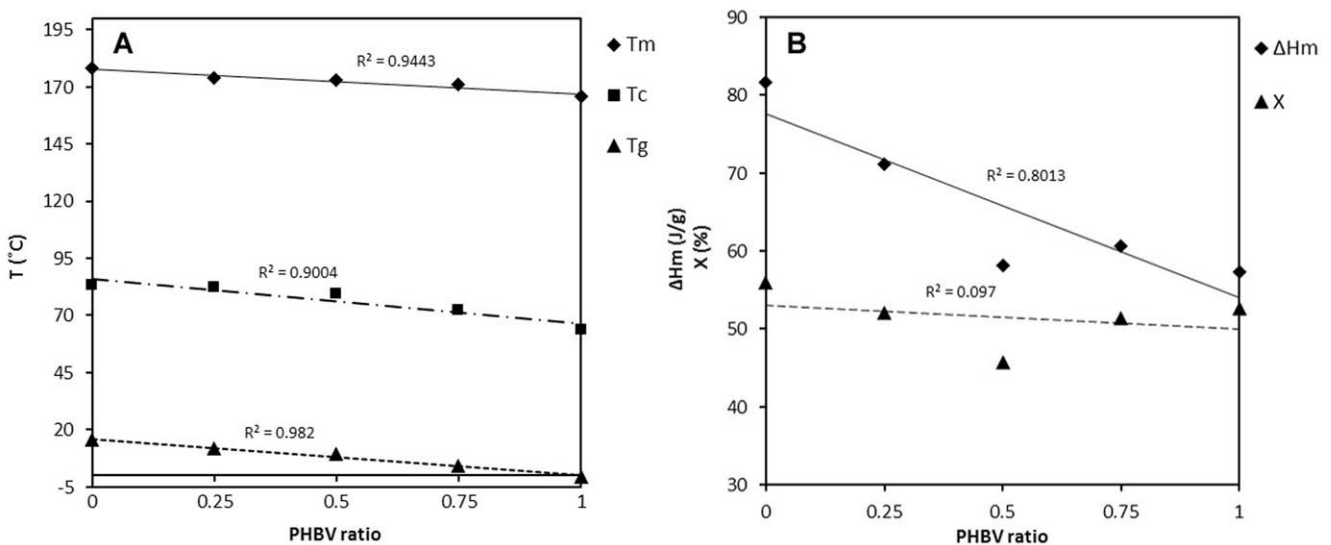 A
195
170
145
120
95
70
45
20
-5
T (˚C)
R² = 0.9443
R² = 0.9004
R² = 0.982
0 0.25 0.5 0.75 1
PHBV ratio
Tm
Tc
Tg
B
90
80
70
60
50
40
30
ΔHm (J/g)
X (%)
R² = 0.8013
R² = 0.097
0 0.25 0.5 0.75 1
PHBV ratio
ΔHm
X